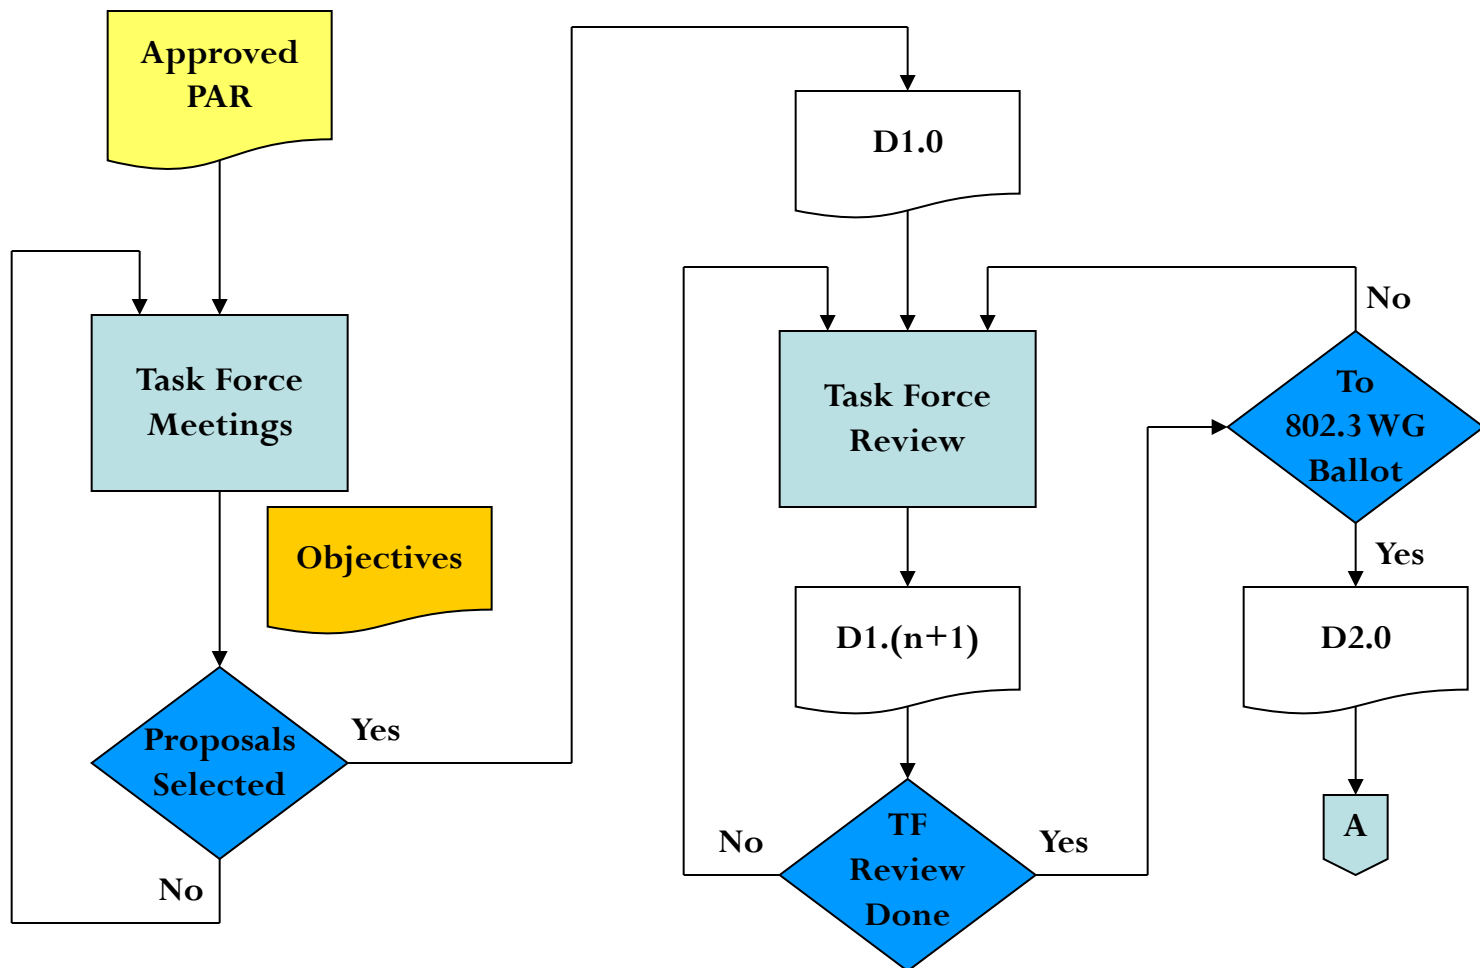 Approved
PAR
Task Force
Meetings
Objectives
Proposals
Selected
Yes
No
D1.0
Task Force
Review
D1.(n+1)
TF
Review
Done
No
Yes
To
802.3 WG
Ballot
No
Yes
D2.0
A